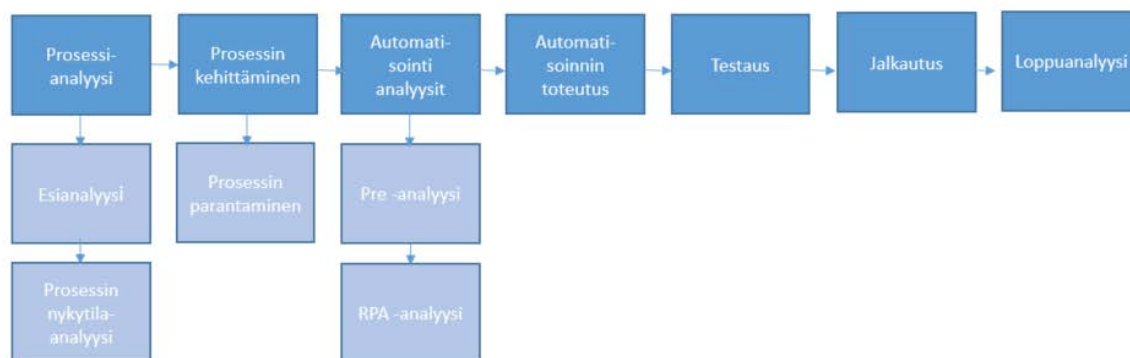 Prosessi-
analyysi
Prosessin
kehittäminen
Automati-
sointi
analyysit
Automati-
soinnin
toteutus
Testaus
Jalkautus
Loppuanalyysi
Esianalyysi
Prosessin
parantaminen
Pre -analyysi
Prosessin
nykytila-
analyysi
RPA -analyysi